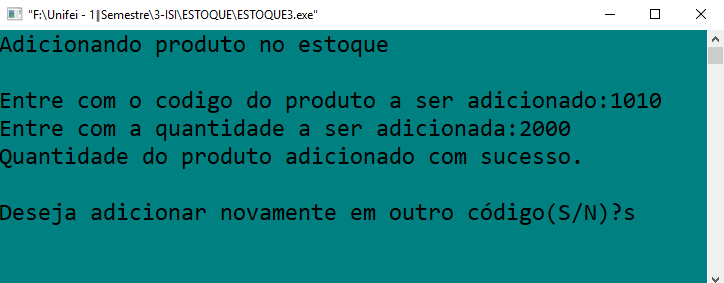 "F:\Unifei - 1‖Semestre\3-ISI\ESTOQUE\ESTOQUE3.exe"
Adicionando produto no estoque
Entre com o codigo do produto a ser adicionado:1010
Entre com a quantidade a ser adicionada:2000
Quantidade do produto adicionado com sucesso.
Deseja adicionar novamente em outro código(S/N)?s